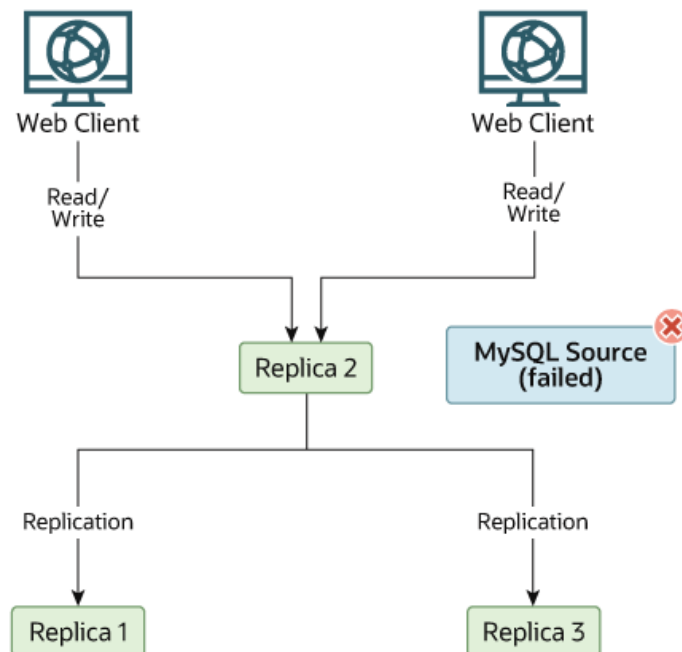 Web Client
Web Client
Read/
Write
Read/
Write
Replica 2
MySQL Source
(failed)
Replication
Replication
Replica 1
Replica 3